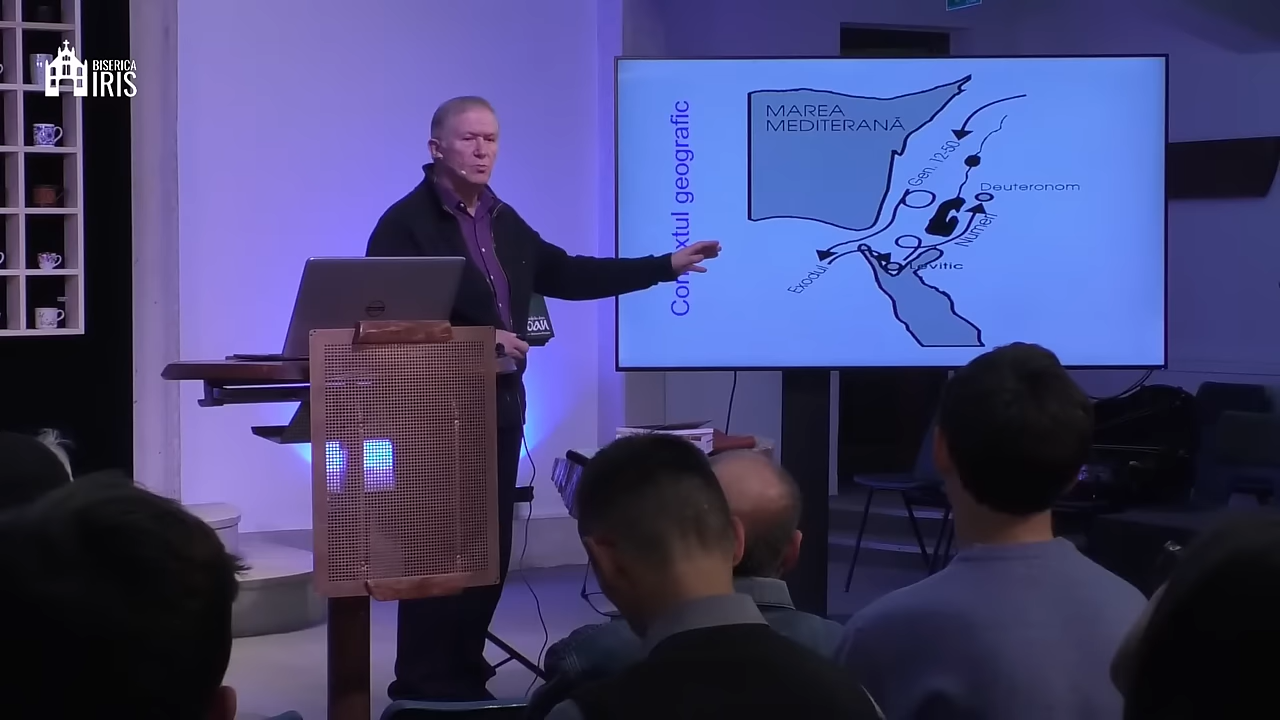 BISERICA
IRIS
Contextul geografic
MAREA
MEDITERANĂ
Gen. 12-50
Deuteronom
Numeri
Levitic
Exodul